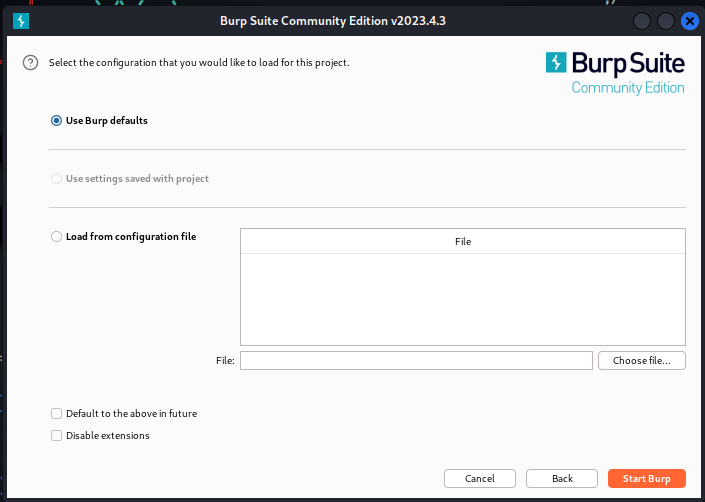 Burp Suite Community Edition v2023.4.3
Select the configuration that you would like to load for this project.
Burp Suite
Community Edition
Use Burp defaults
Use settings saved with project
Load from configuration file
File
File:
Choose file...
Default to the above in future
Disable extensions
Cancel
Back
Start Burp